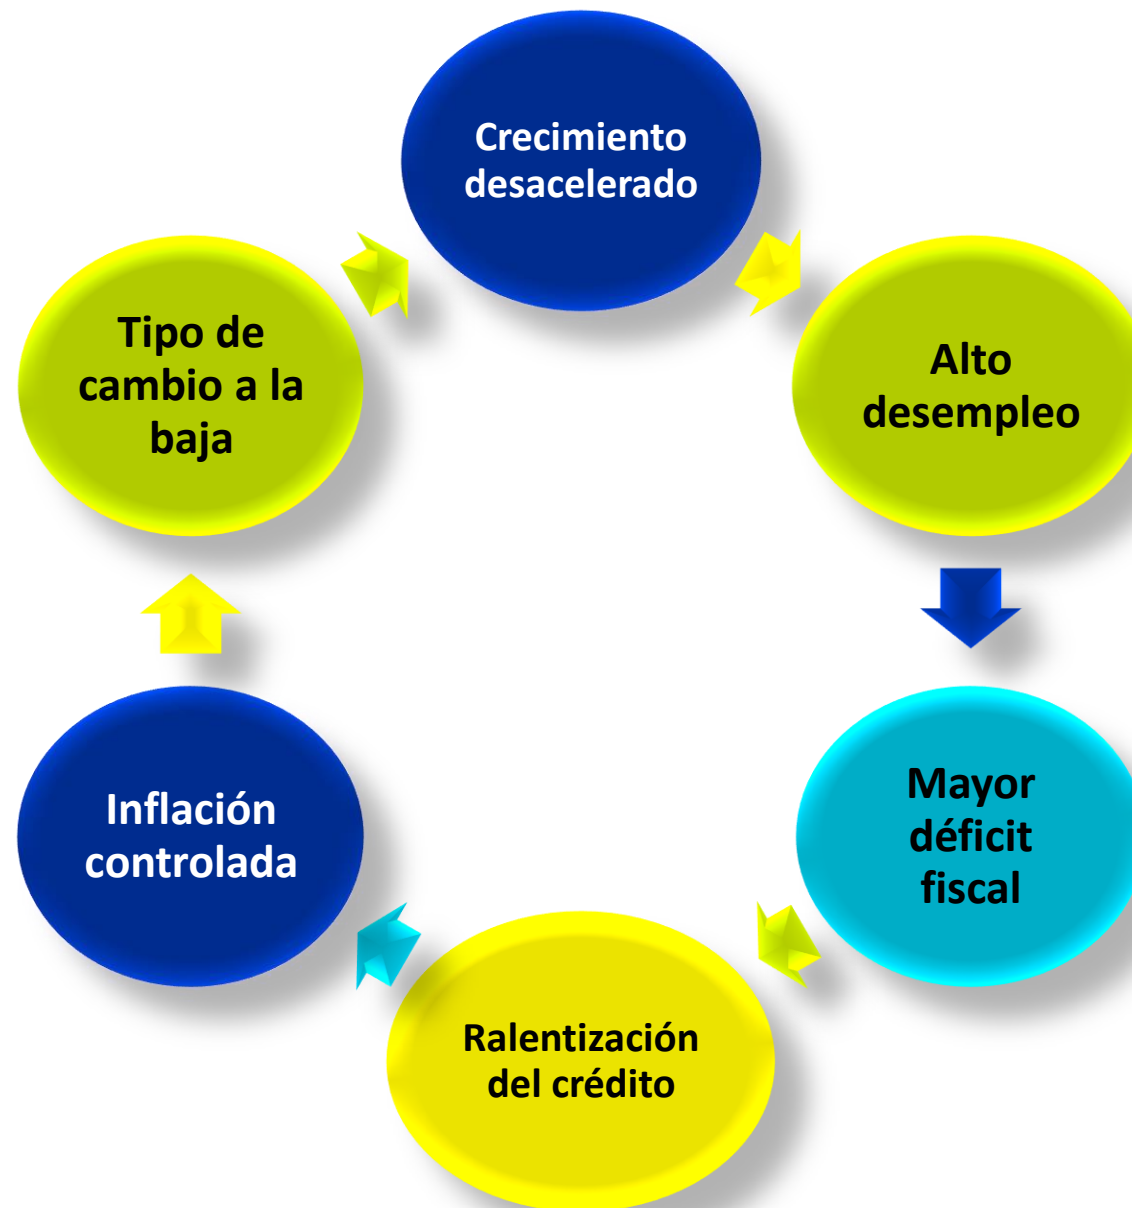 Crecimiento
desacelerado
Alto
desempleo
Mayor
déficit
fiscal
Ralentización
del crédito
Inflación
controlada
Tipo de
cambio a la
baja